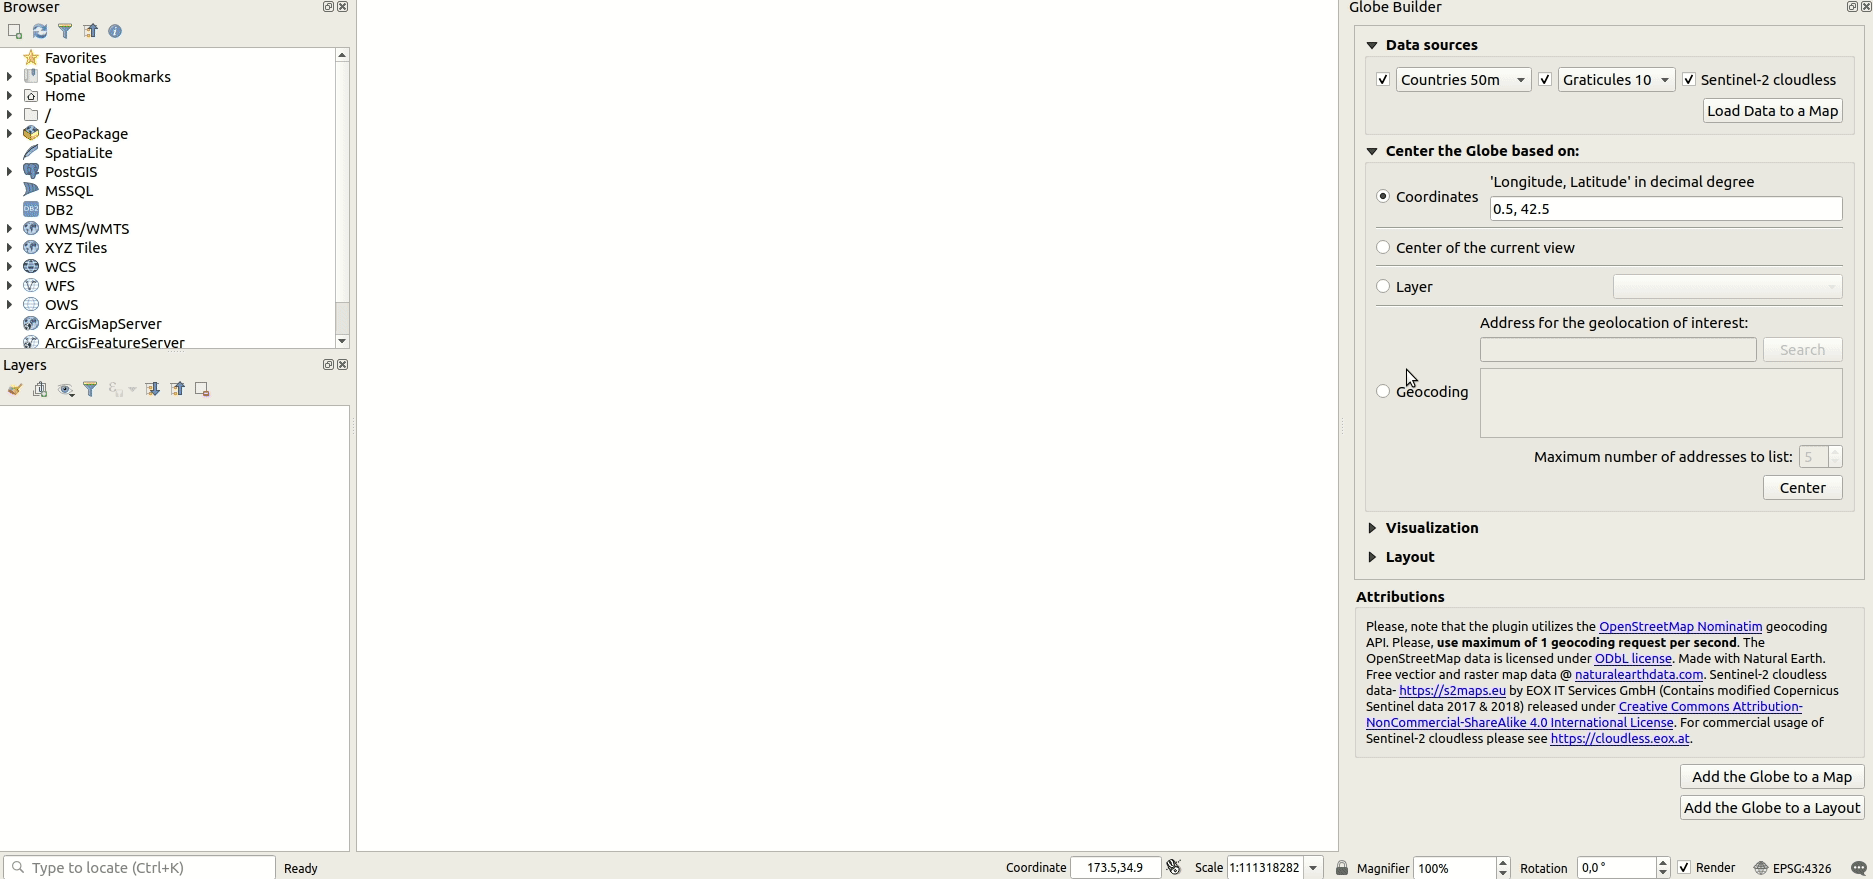 Browser
Favorites
Spatial Bookmarks
Home
/
GeoPackage
SpatiaLite
PostGIS
MSSQL
DB2
DB2
WMS/WMTS
XYZ Tiles
WCS
WFS
OWS
ArcGisMapServer
ArcGisFeatureServer
Layers
Globe Builder
Data sources
Countries 50m Graticules 10 Sentinel-2 cloudless
Load Data to a Map
Center the Globe based on:
'Longitude, Latitude' in decimal degree
Coordinates
0.5, 42.5
Center of the current view
Layer
Address for the geolocation of interest:
Search
Geocoding
Maximum number of addresses to list: 5
Center
Visualization
Layout
Attributions
Please, note that the plugin utilizes the OpenStreetMap Nominatim geocoding
API. Please, use maximum of 1 geocoding request per second. The
OpenStreetMap data is licensed under ODbL license. Made with Natural Earth.
Free vectior and raster map data @ naturalearthdata.com. Sentinel-2 cloudless
data- https://s2maps.eu by EOX IT Services GmbH (Contains modified Copernicus
Sentinel data 2017 & 2018) released under Creative Commons Attribution-
NonCommercial-ShareAlike 4.0 International License. For commercial usage of
Sentinel-2 cloudless please see https://cloudless.eox.at.
Add the Globe to a Map
Add the Globe to a Layout
Type to locate (Ctrl+K) Ready Coordinate 173.5,34.9 Scale 1:111318282 Magnifier 100% Rotation 0,0 ° Render EPSG:4326